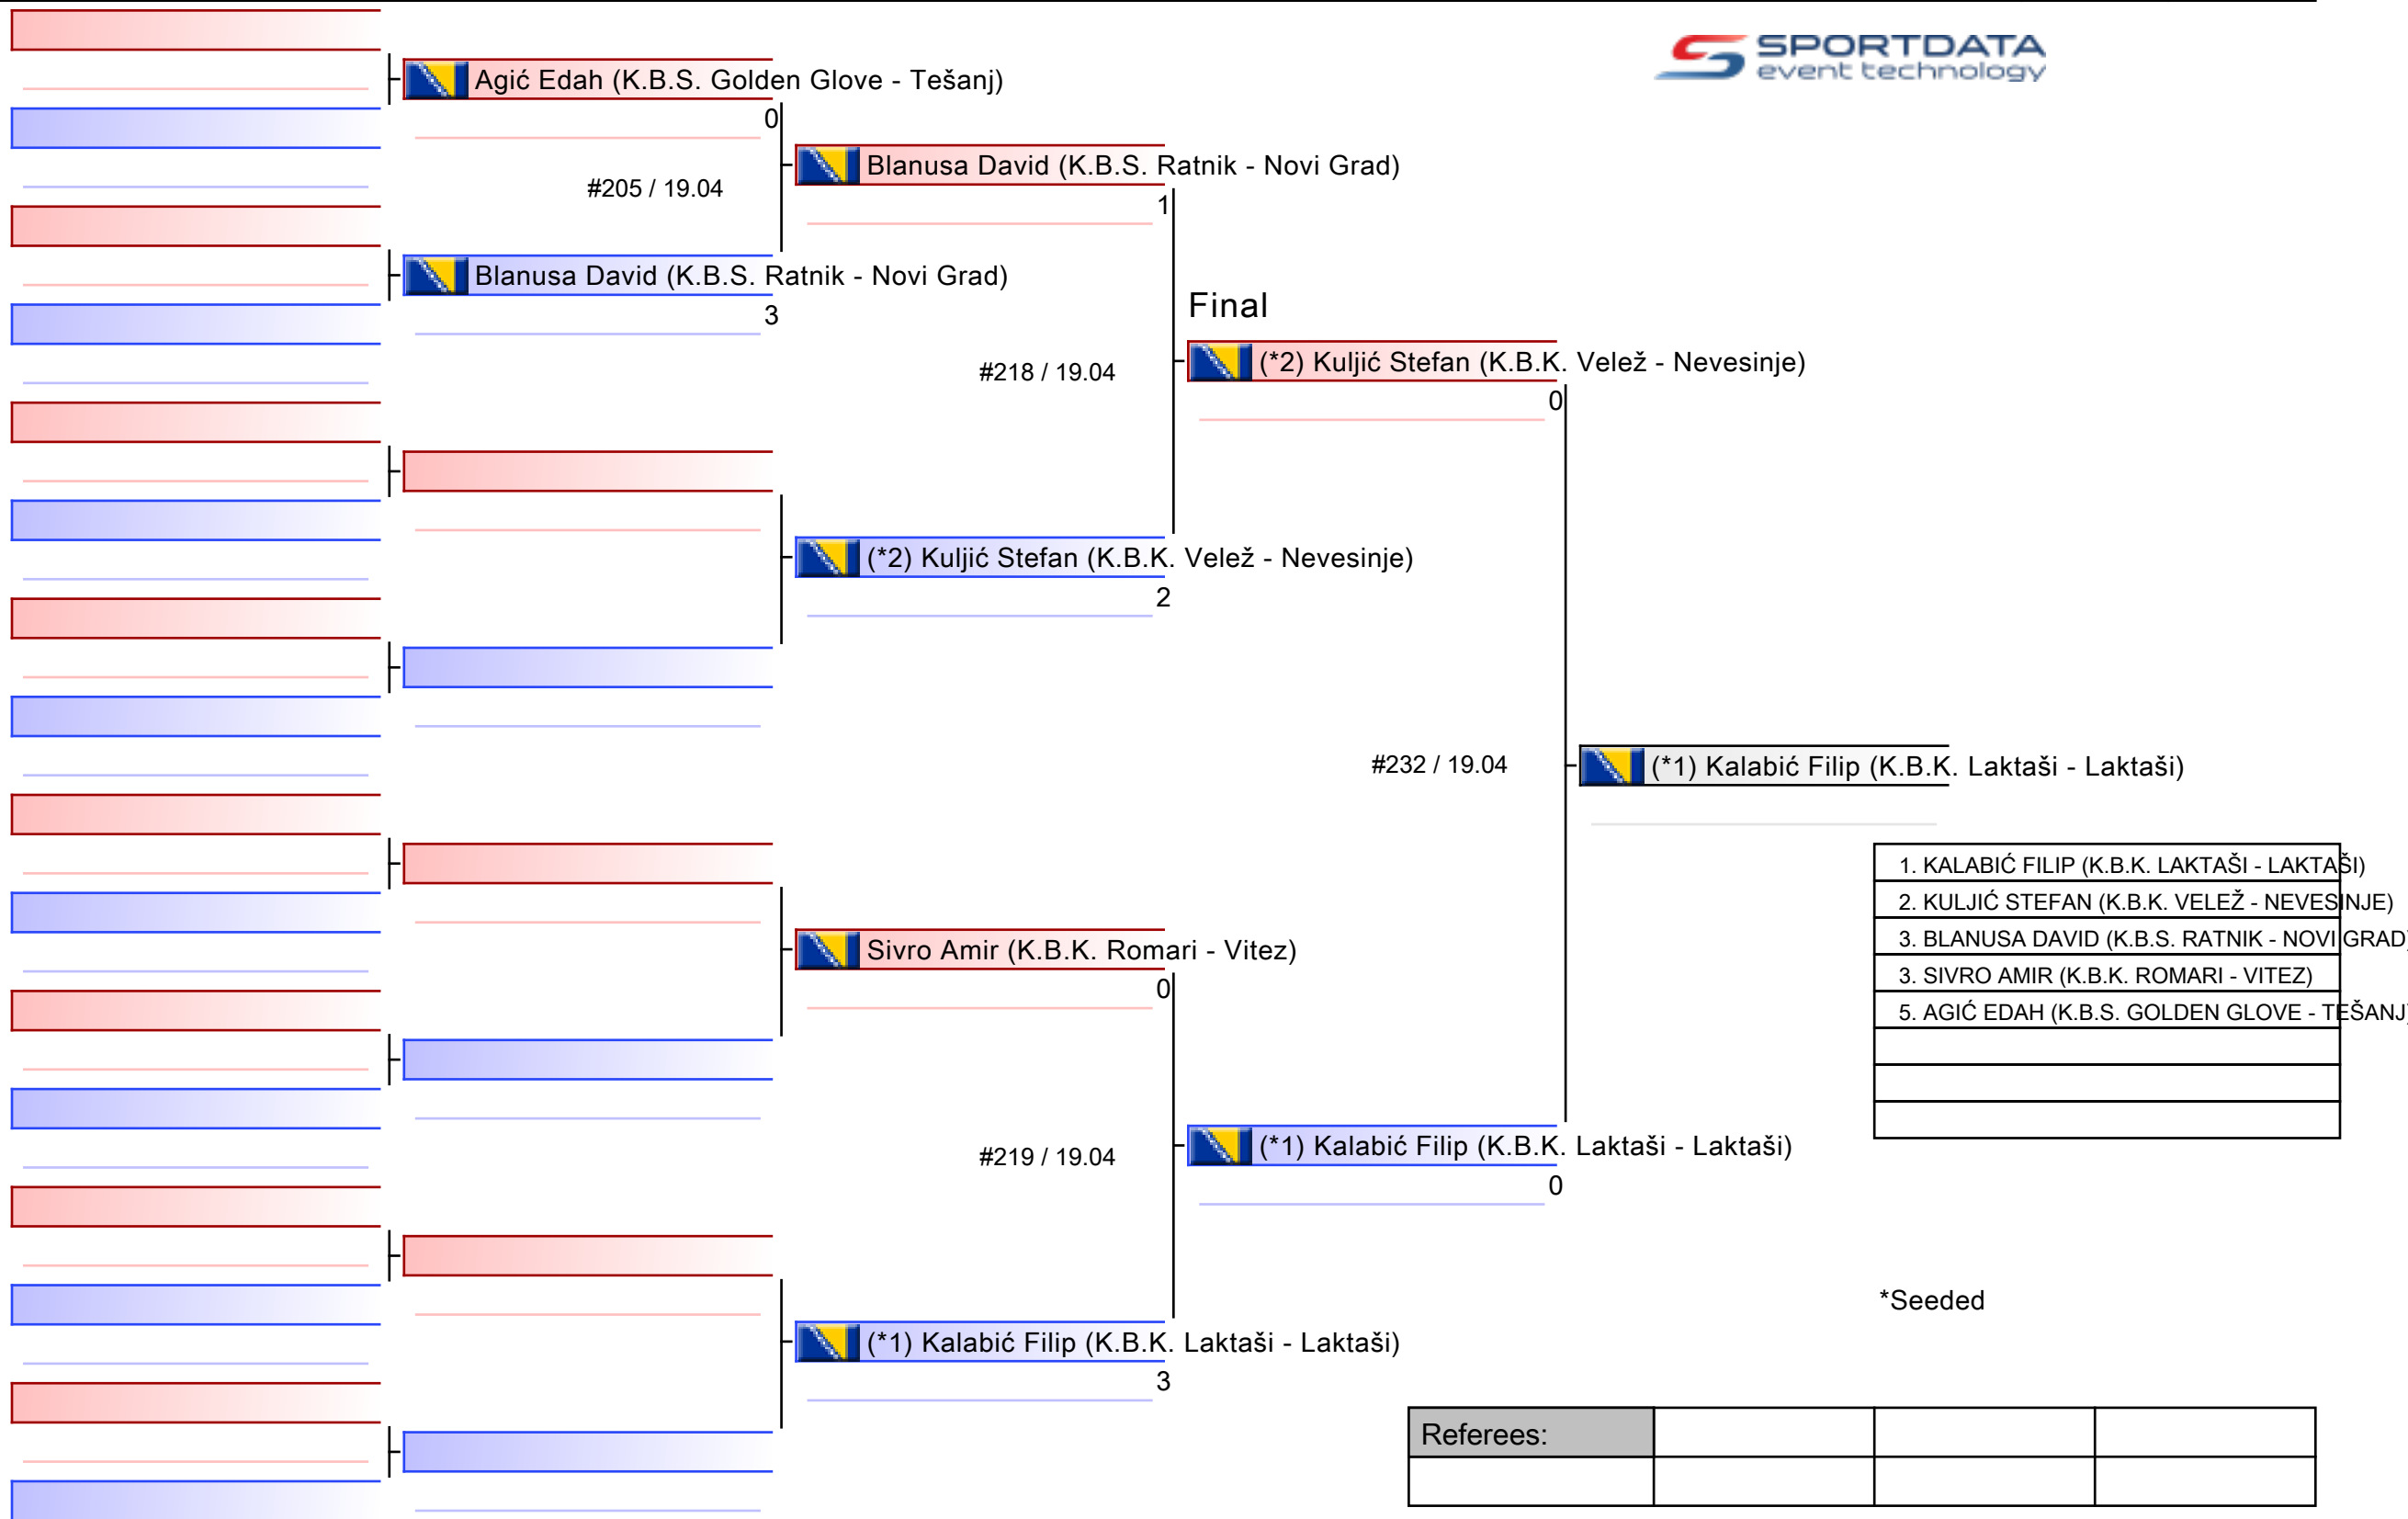 SPORTDATA
event technology
Agić Edah (K.B.S. Golden Glove - Tešanj)
0
#205 / 19.04
Blanusa David (K.B.S. Ratnik - Novi Grad)
1
Blanusa David (K.B.S. Ratnik - Novi Grad)
3
Final
#218 / 19.04
(*2) Kuljić Stefan (K.B.K. Velež - Nevesinje)
0
(*2) Kuljić Stefan (K.B.K. Velež - Nevesinje)
2
#232 / 19.04
(*1) Kalabić Filip (K.B.K. Laktaši - Laktaši)
1. KALABIĆ FILIP (K.B.K. LAKTAŠI - LAKTAŠI)
2. KULJIĆ STEFAN (K.B.K. VELEŽ - NEVESINJE)
3. BLANUSA DAVID (K.B.S. RATNIK - NOVI GRAD)
3. SIVRO AMIR (K.B.K. ROMARI - VITEZ)
5. AGIĆ EDAH (K.B.S. GOLDEN GLOVE - TEŠANJ)
Sivro Amir (K.B.K. Romari - Vitez)
0
#219 / 19.04
(*1) Kalabić Filip (K.B.K. Laktaši - Laktaši)
0
*Seeded
(*1) Kalabić Filip (K.B.K. Laktaši - Laktaši)
3
Referees: